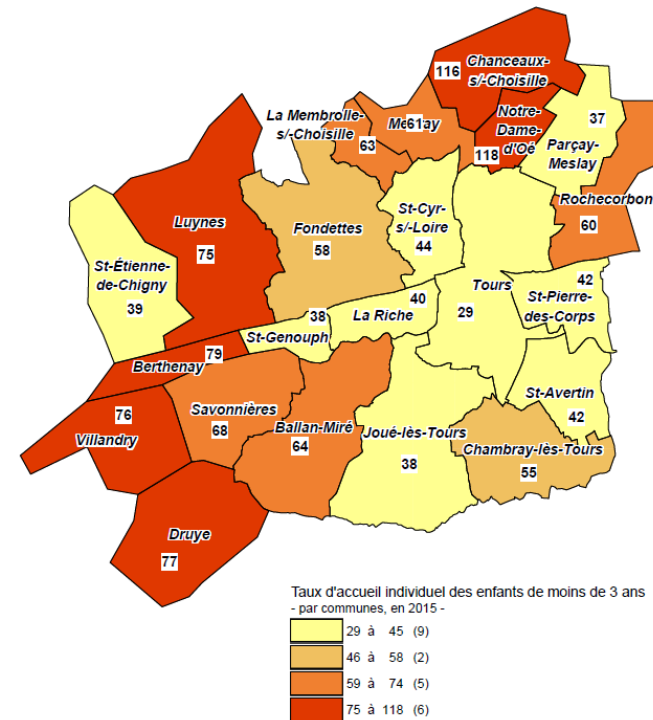 Chanceaux-
s/-Choisille
116
Notre-
Dame-
d'Oê
118
37
Parçay-
Meslay
La Membrolle-
s/-Choisille
63
61
Rochecorbon
60
Luynes
75
Fondettes
58
St-Cyr-
s/-Loire
44
St-Étienne-
de-Chigny
39
38
St-Genouph
40
La Riche
Tours
29
42
St-Pierre-
des-Corps
79
Berthenay
76
Villandry
Savonnières
68
Ballan-Miré
64
Joué-lès-Tours
38
St-Avertin
42
Chambray-lès-Tours
55
Druye
77
Taux d'accueil individuel des enfants de moins de 3 ans
- par communes, en 2015 -
29 à 45 (9)
46 à 58 (2)
59 à 74 (5)
75 à 118 (6)